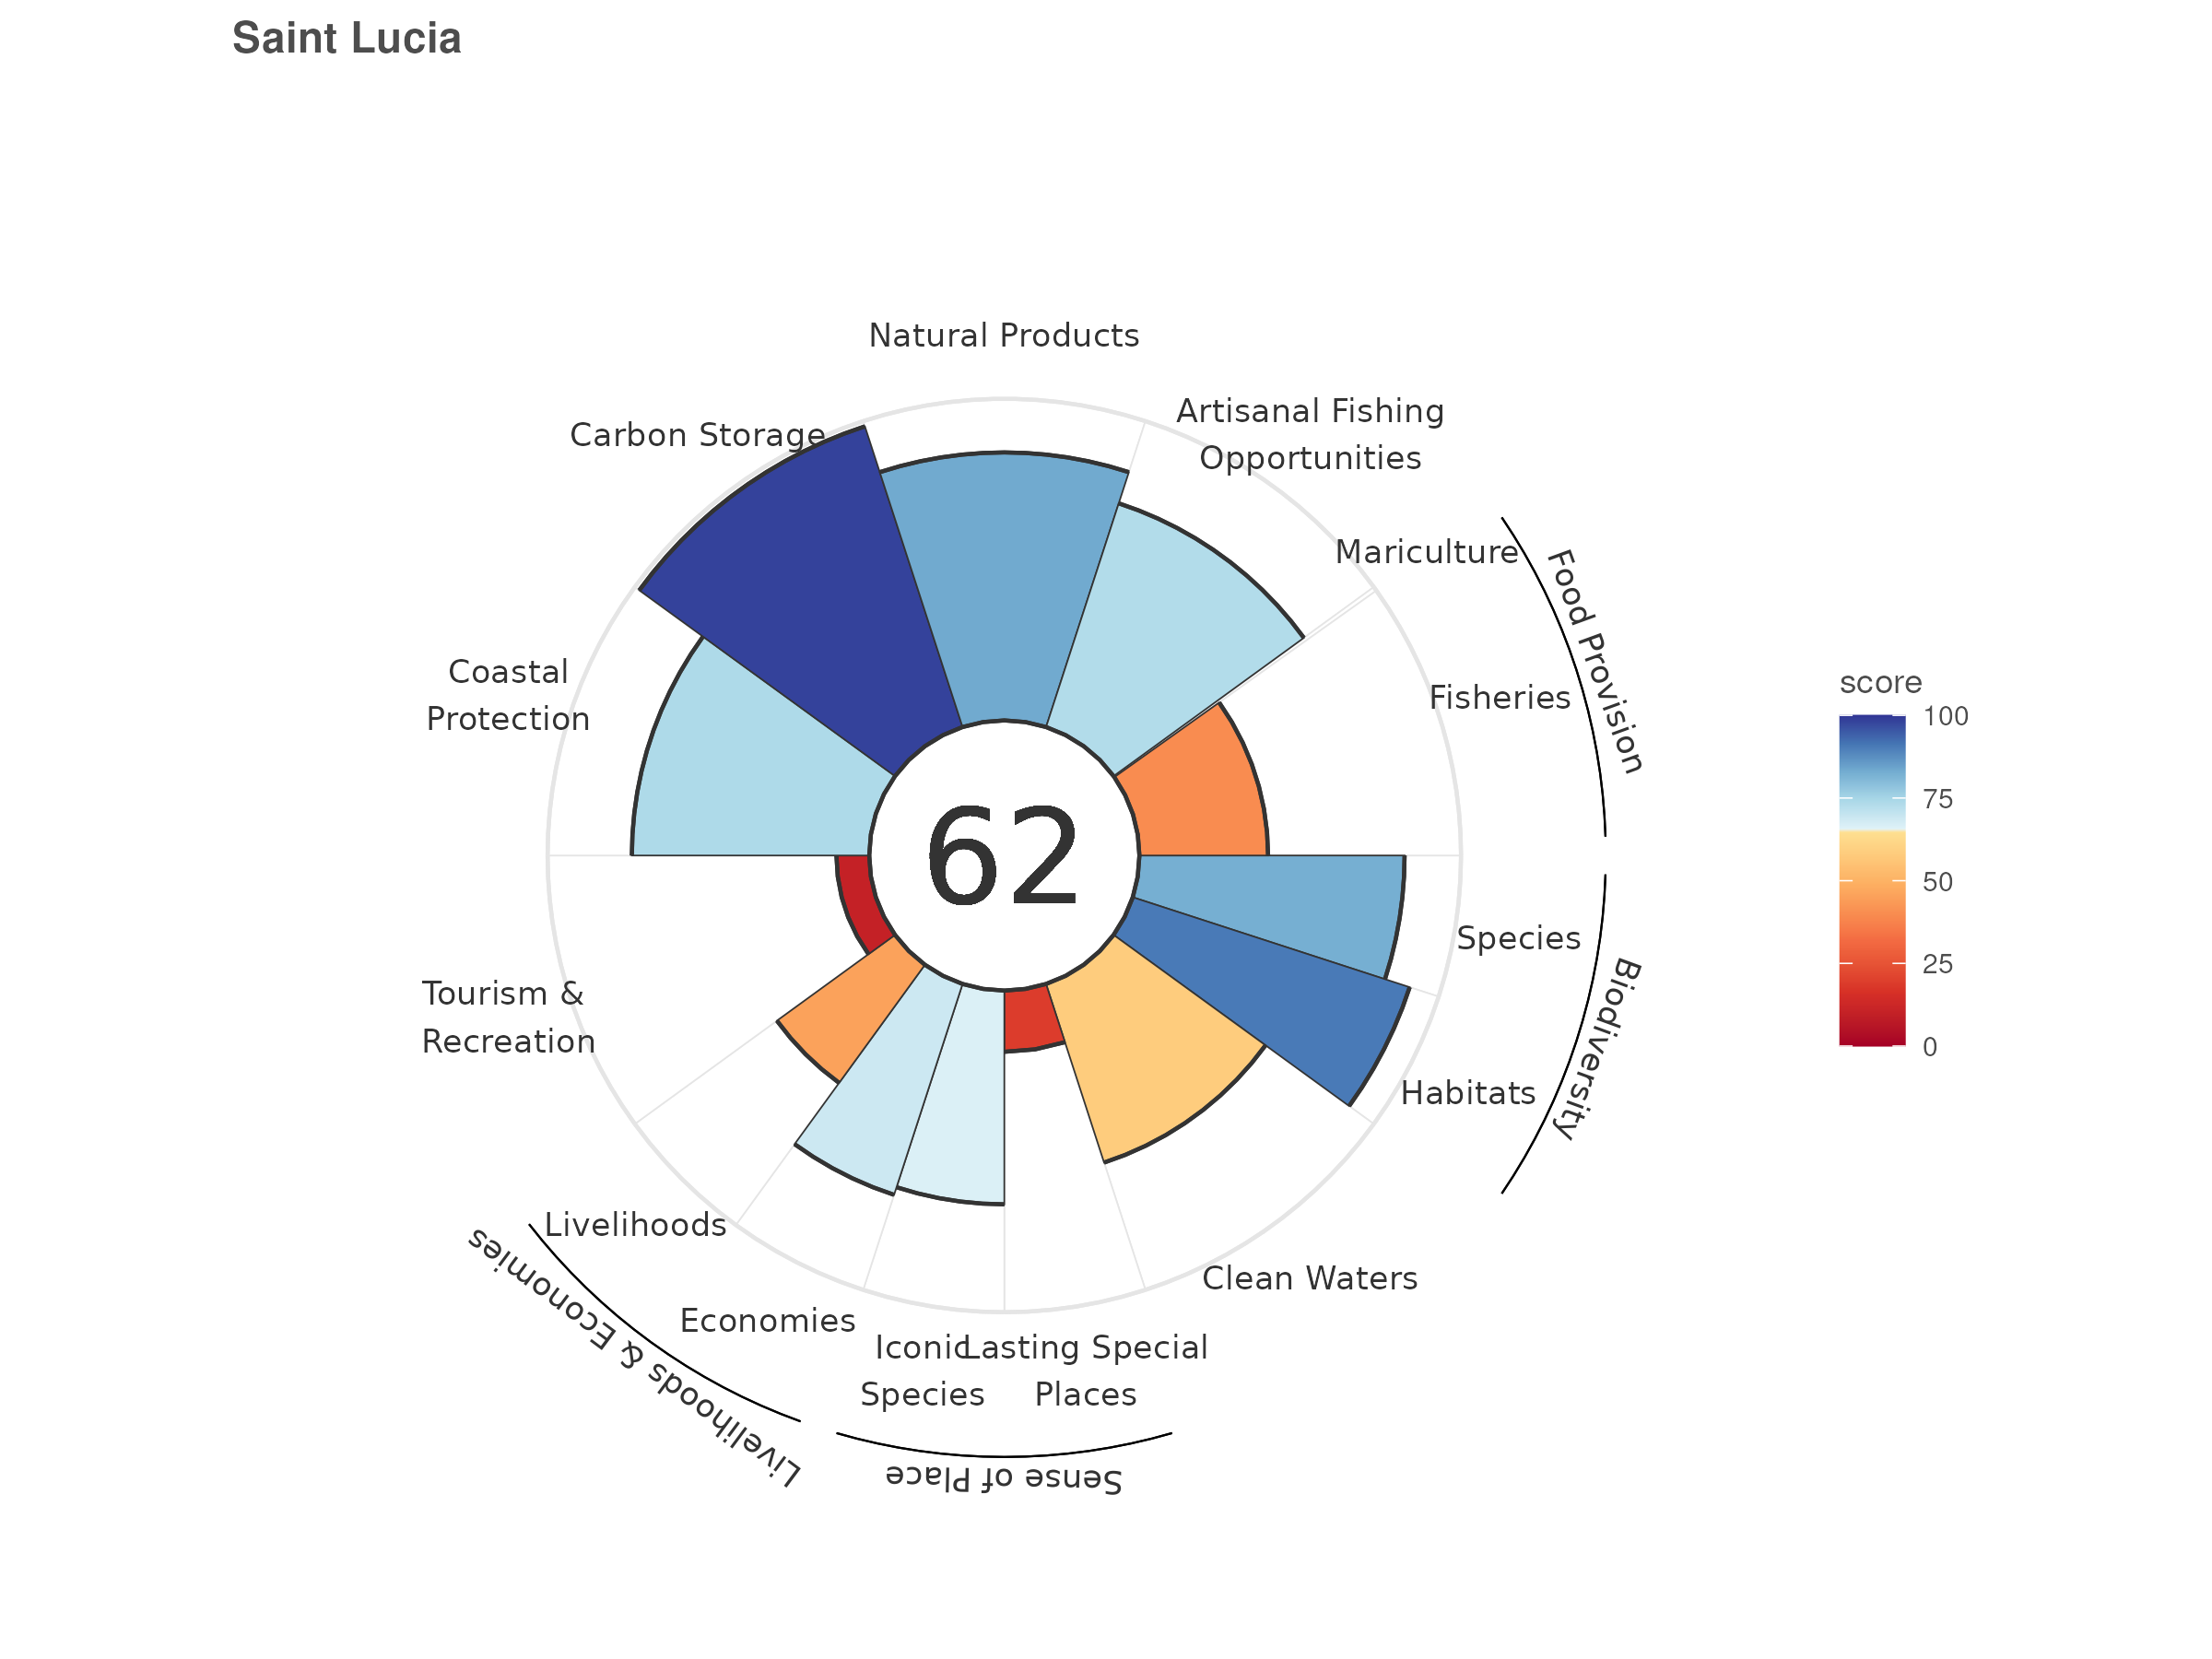 Saint Lucia
Natural Products
Artisanal Fishing
Opportunities
Carbon Storage
Mariculture
Food Provision
Coastal
Protection
Fisheries
score
100
75
50
25
0
62
Species
Biodiversity
Tourism &
Recreation
Habitats
Livelihoods
Clean Waters
Livelihoods & Economies
Economies
Iconic
Species
Lasting Special
Places
Sense of Place